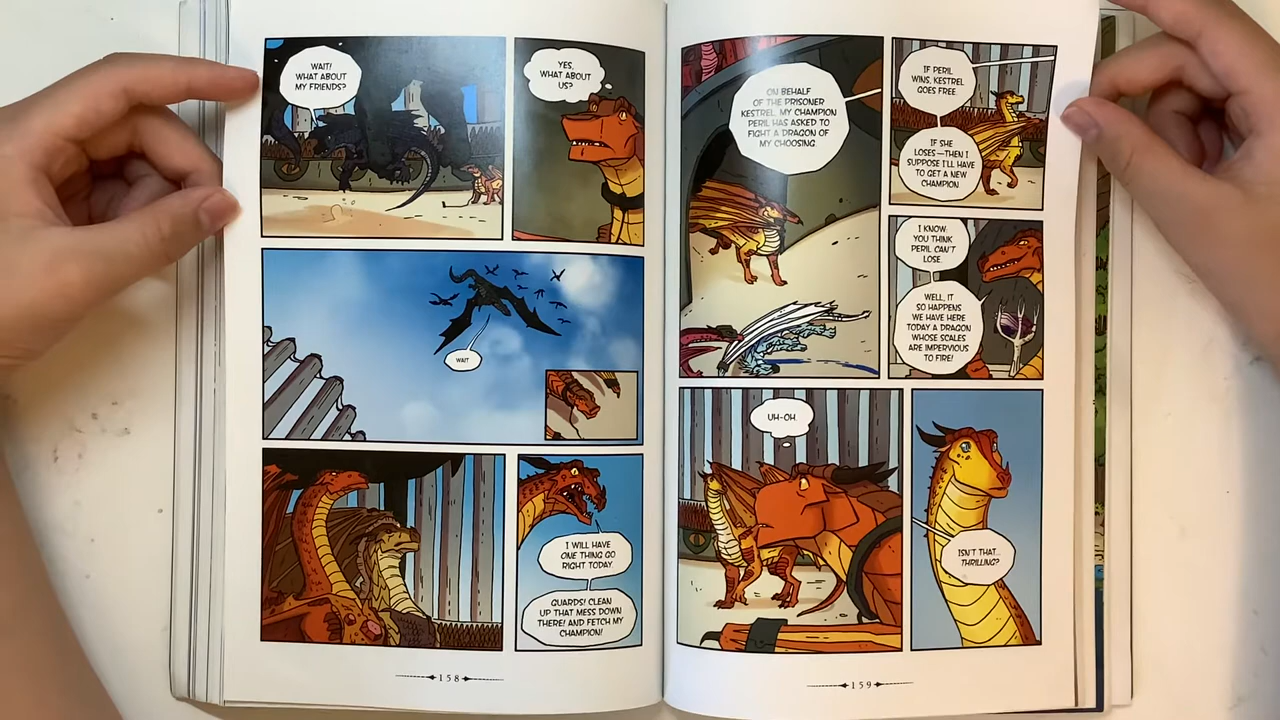 WAIT!
WHAT ABOUT
MY FRIENDS?
YES,
WHAT ABOUT
US?
WAIT
I WILL HAVE
ONE THING GO
RIGHT TODAY.
GUARDS! CLEAN
UP THAT MESS DOWN
THERE! AND FETCH MY
CHAMPION!
158
ON BEHALF
OF THE PRISONER
KESTREL, MY CHAMPION
PERIL HAS ASKED TO
FIGHT A DRAGON OF
MY CHOOSING.
IF PERIL
WINS, KESTREL
GOES FREE.
IF SHE
LOSES—THEN I
SUPPOSE I'LL HAVE
TO GET A NEW
CHAMPION
I KNOW:
YOU THINK
PERIL CAN'T
LOSE.
WELL, IT
SO HAPPENS
WE HAVE HERE
TODAY A DRAGON
WHOSE SCALES
ARE IMPERVIOUS
TO FIRE!
UH-OH.
ISN'T THAT...
THRILLING?
159